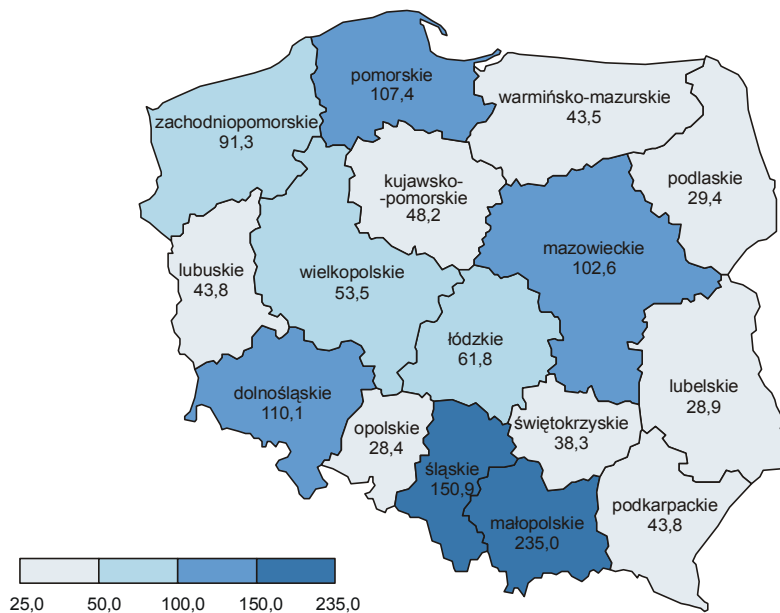 pomorskie
107,4
warmińsko-mazurskie
43,5
zachodniopomorskie
91,3
podlaskie
29,4
kujawsko-
-pomorskie
48,2
mazowieckie
102,6
lubuskie
43,8
wielkopolskie
53,5
łódzkie
61,8
lubelskie
28,9
dolnośląskie
110,1
opolskie
28,4
świętokrzyskie
38,3
śląskie
150,9
podkarpackie
43,8
małopolskie
235,0
25,0 50,0 100,0 150,0 235,0